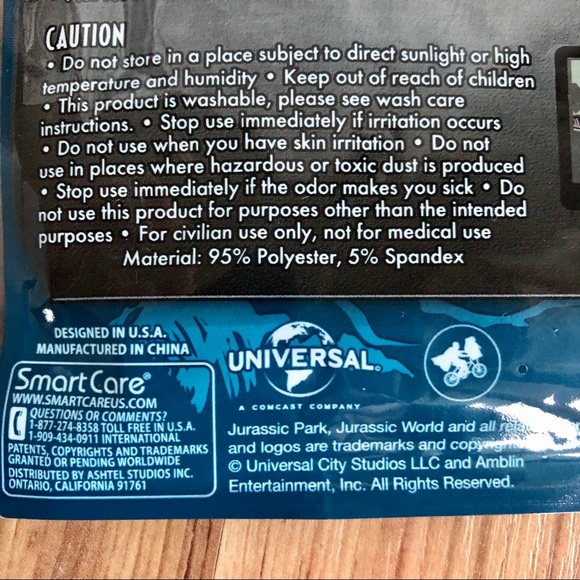 CAUTION
• Do not store in a place subject to direct sunlight or high
temperature and humidity • Keep out of reach of children
• This product is washable, please see wash care
instructions. • Stop use immediately if irritation occurs
• Do not use when you have skin irritation • Do not
use in places where hazardous or toxic dust is produced
• Stop use immediately if the odor makes you sick • Do
not use this product for purposes other than the intended
purposes • For civilian use only, not for medical use
Material: 95% Polyester, 5% Spandex
DESIGNED IN U.S.A.
MANUFACTURED IN CHINA
SmartCare®
WWW.SMARTCAREUS.COM
QUESTIONS OR COMMENTS?
1-877-274-8358 TOLL FREE IN U.S.A.
1-909-434-0911 INTERNATIONAL
PATENTS, COPYRIGHTS AND TRADEMARKS
GRANTED OR PENDING WORLDWIDE
DISTRIBUTED BY ASHTEL STUDIOS INC.
ONTARIO, CALIFORNIA 91761
UNIVERSAL
A COMCAST COMPANY
Jurassic Park, Jurassic World and all
and logos are trademarks and
© Universal City Studios LLC and Amblin
Entertainment, Inc. All Rights Reserved.